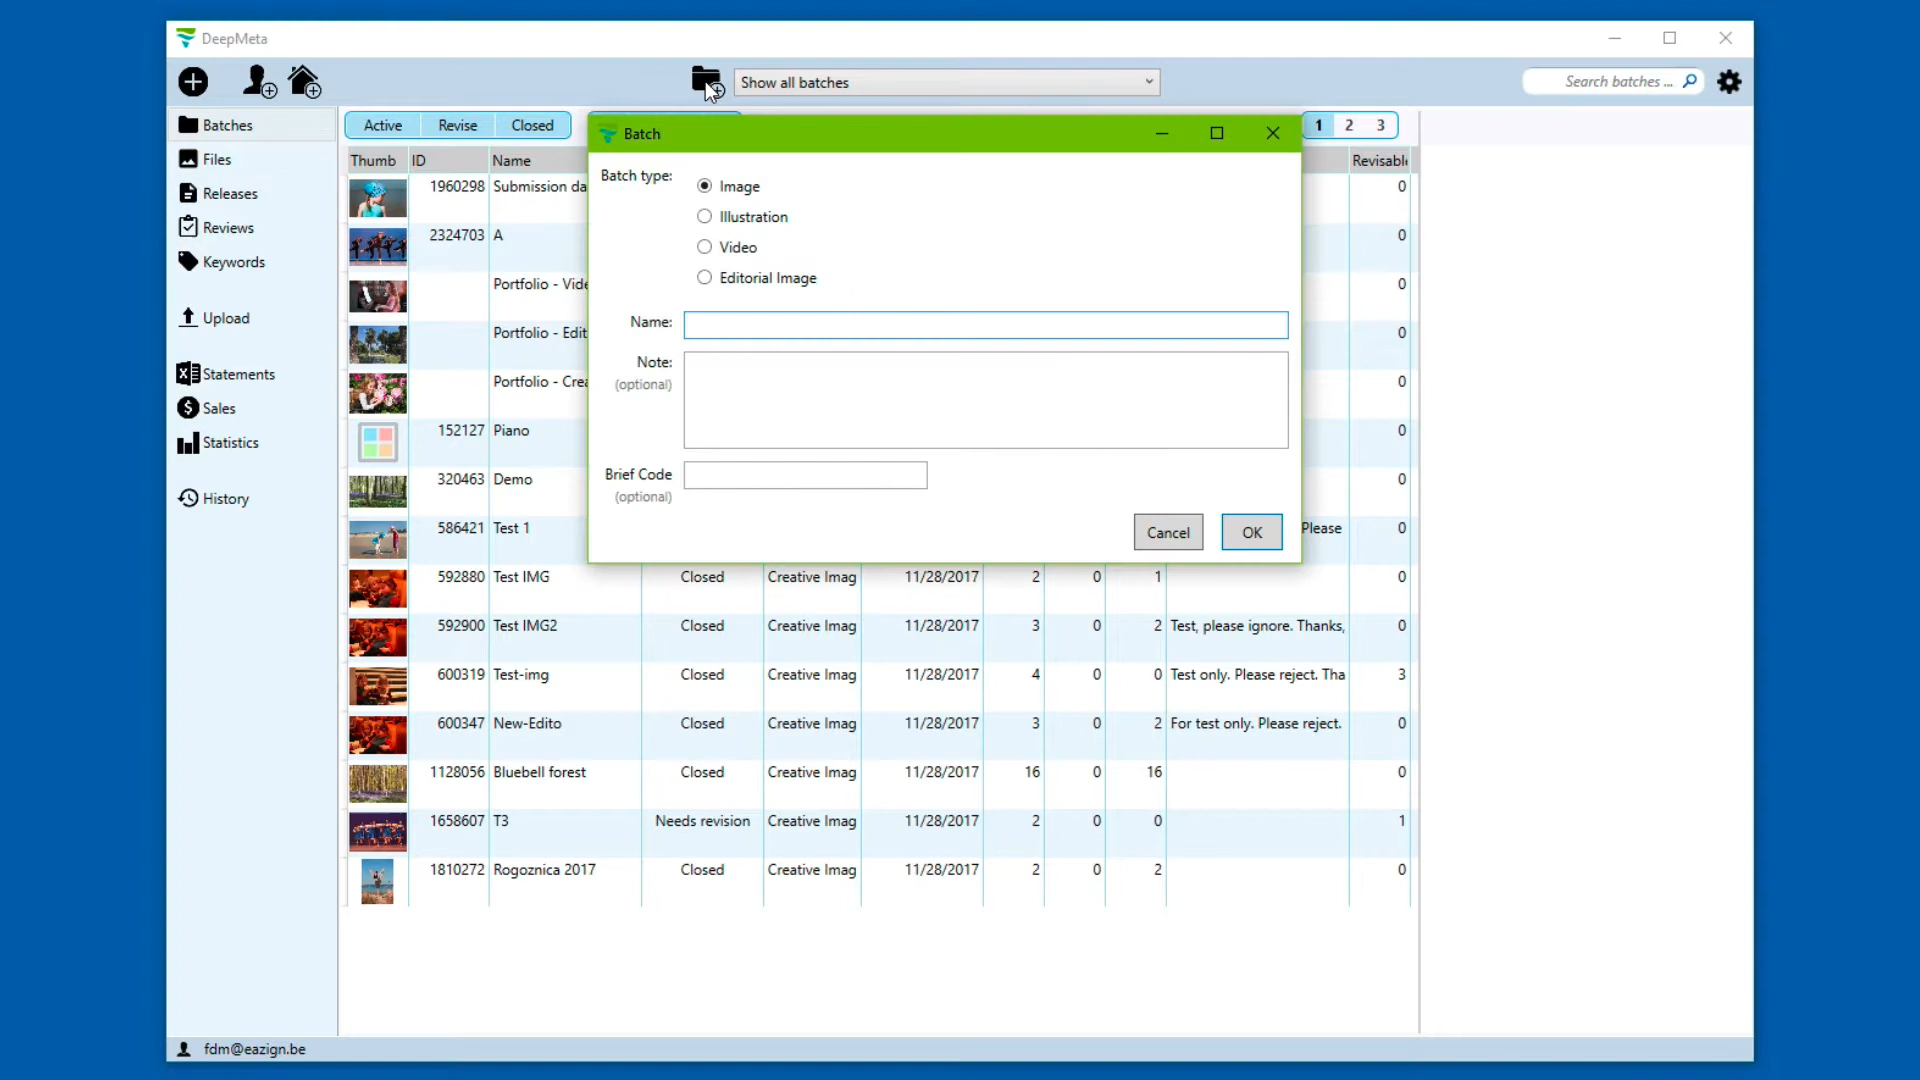 DeepMeta
Show all batches
Search batches ...
Batches
Files
Releases
Reviews
Keywords
Upload
Statements
Sales
Statistics
History
Active Revise Closed
1 2 3
Thumb ID Name Revisable
1960298 Submission da 0
2324703 A 0
Portfolio - Vide 0
Portfolio - Edit 0
Portfolio - Crea 0
152127 Piano 0
320463 Demo 0
586421 Test 1 Please 0
592880 Test IMG Closed Creative Imag 11/28/2017 2 0 1 0
592900 Test IMG2 Closed Creative Imag 11/28/2017 3 0 2 Test, please ignore. Thanks, 0
600319 Test-img Closed Creative Imag 11/28/2017 4 0 0 Test only. Please reject. Tha 3
600347 New-Edito Closed Creative Imag 11/28/2017 3 0 2 For test only. Please reject. 0
1128056 Bluebell forest Closed Creative Imag 11/28/2017 16 0 16 0
1658607 T3 Needs revision Creative Imag 11/28/2017 2 0 0 1
1810272 Rogoznica 2017 Closed Creative Imag 11/28/2017 2 0 2 0
Batch
Batch type:
Image
Illustration
Video
Editorial Image
Name:
Note:
(optional)
Brief Code
(optional)
Cancel OK
fdm@eazign.be